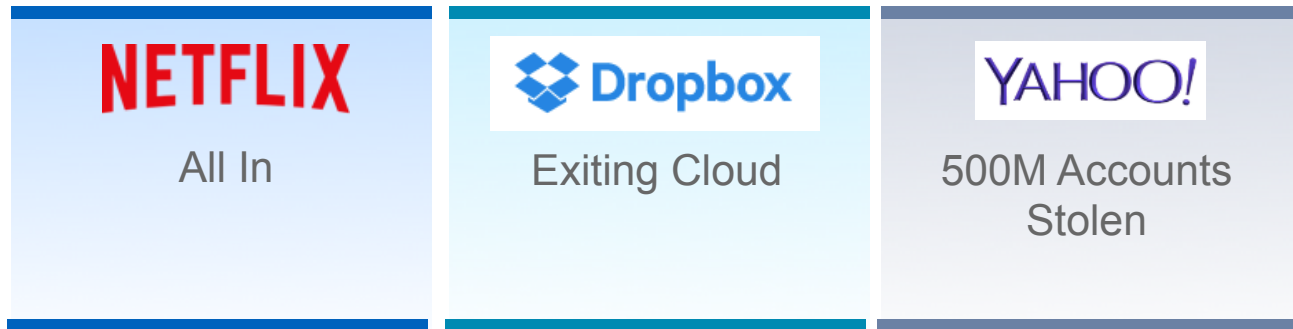 NETFLIX
All In
Dropbox
Exiting Cloud
YAHOO!
500M Accounts
Stolen